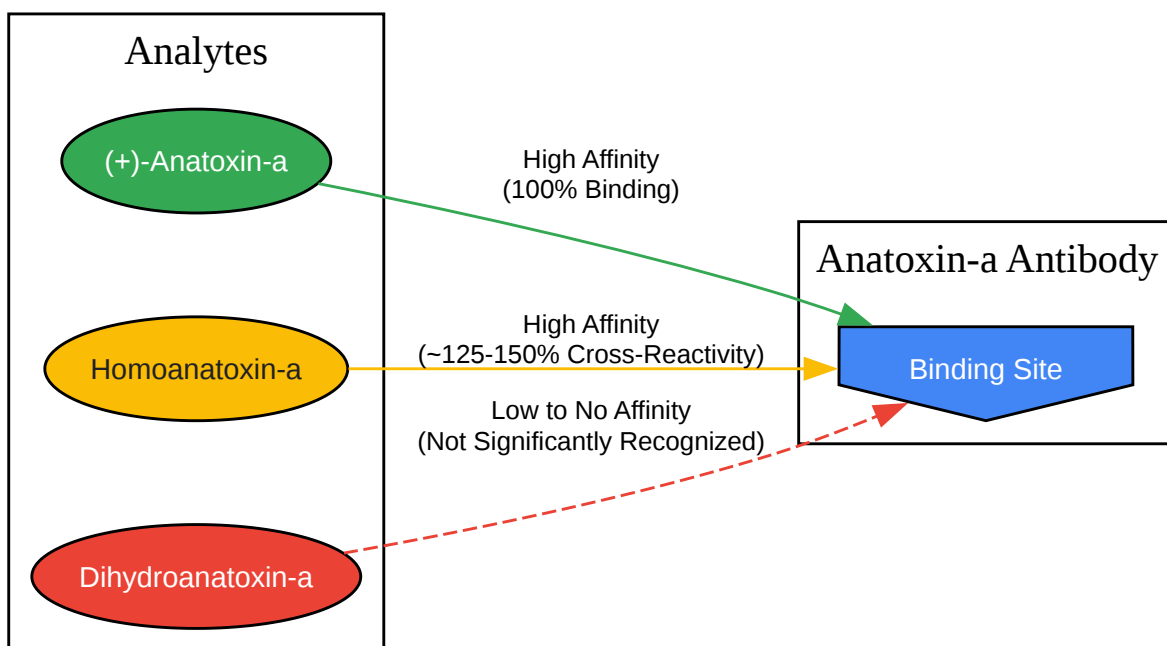 Analytes
(+)-Anatoxin-a
High Affinity
(100% Binding)
Anatoxin-a Antibody
Homoanatoxin-a
High Affinity
(~125-150% Cross-Reactivity)
Binding Site
Low to No Affinity
(Not Significantly Recognized)
Dihydroanatoxin-a